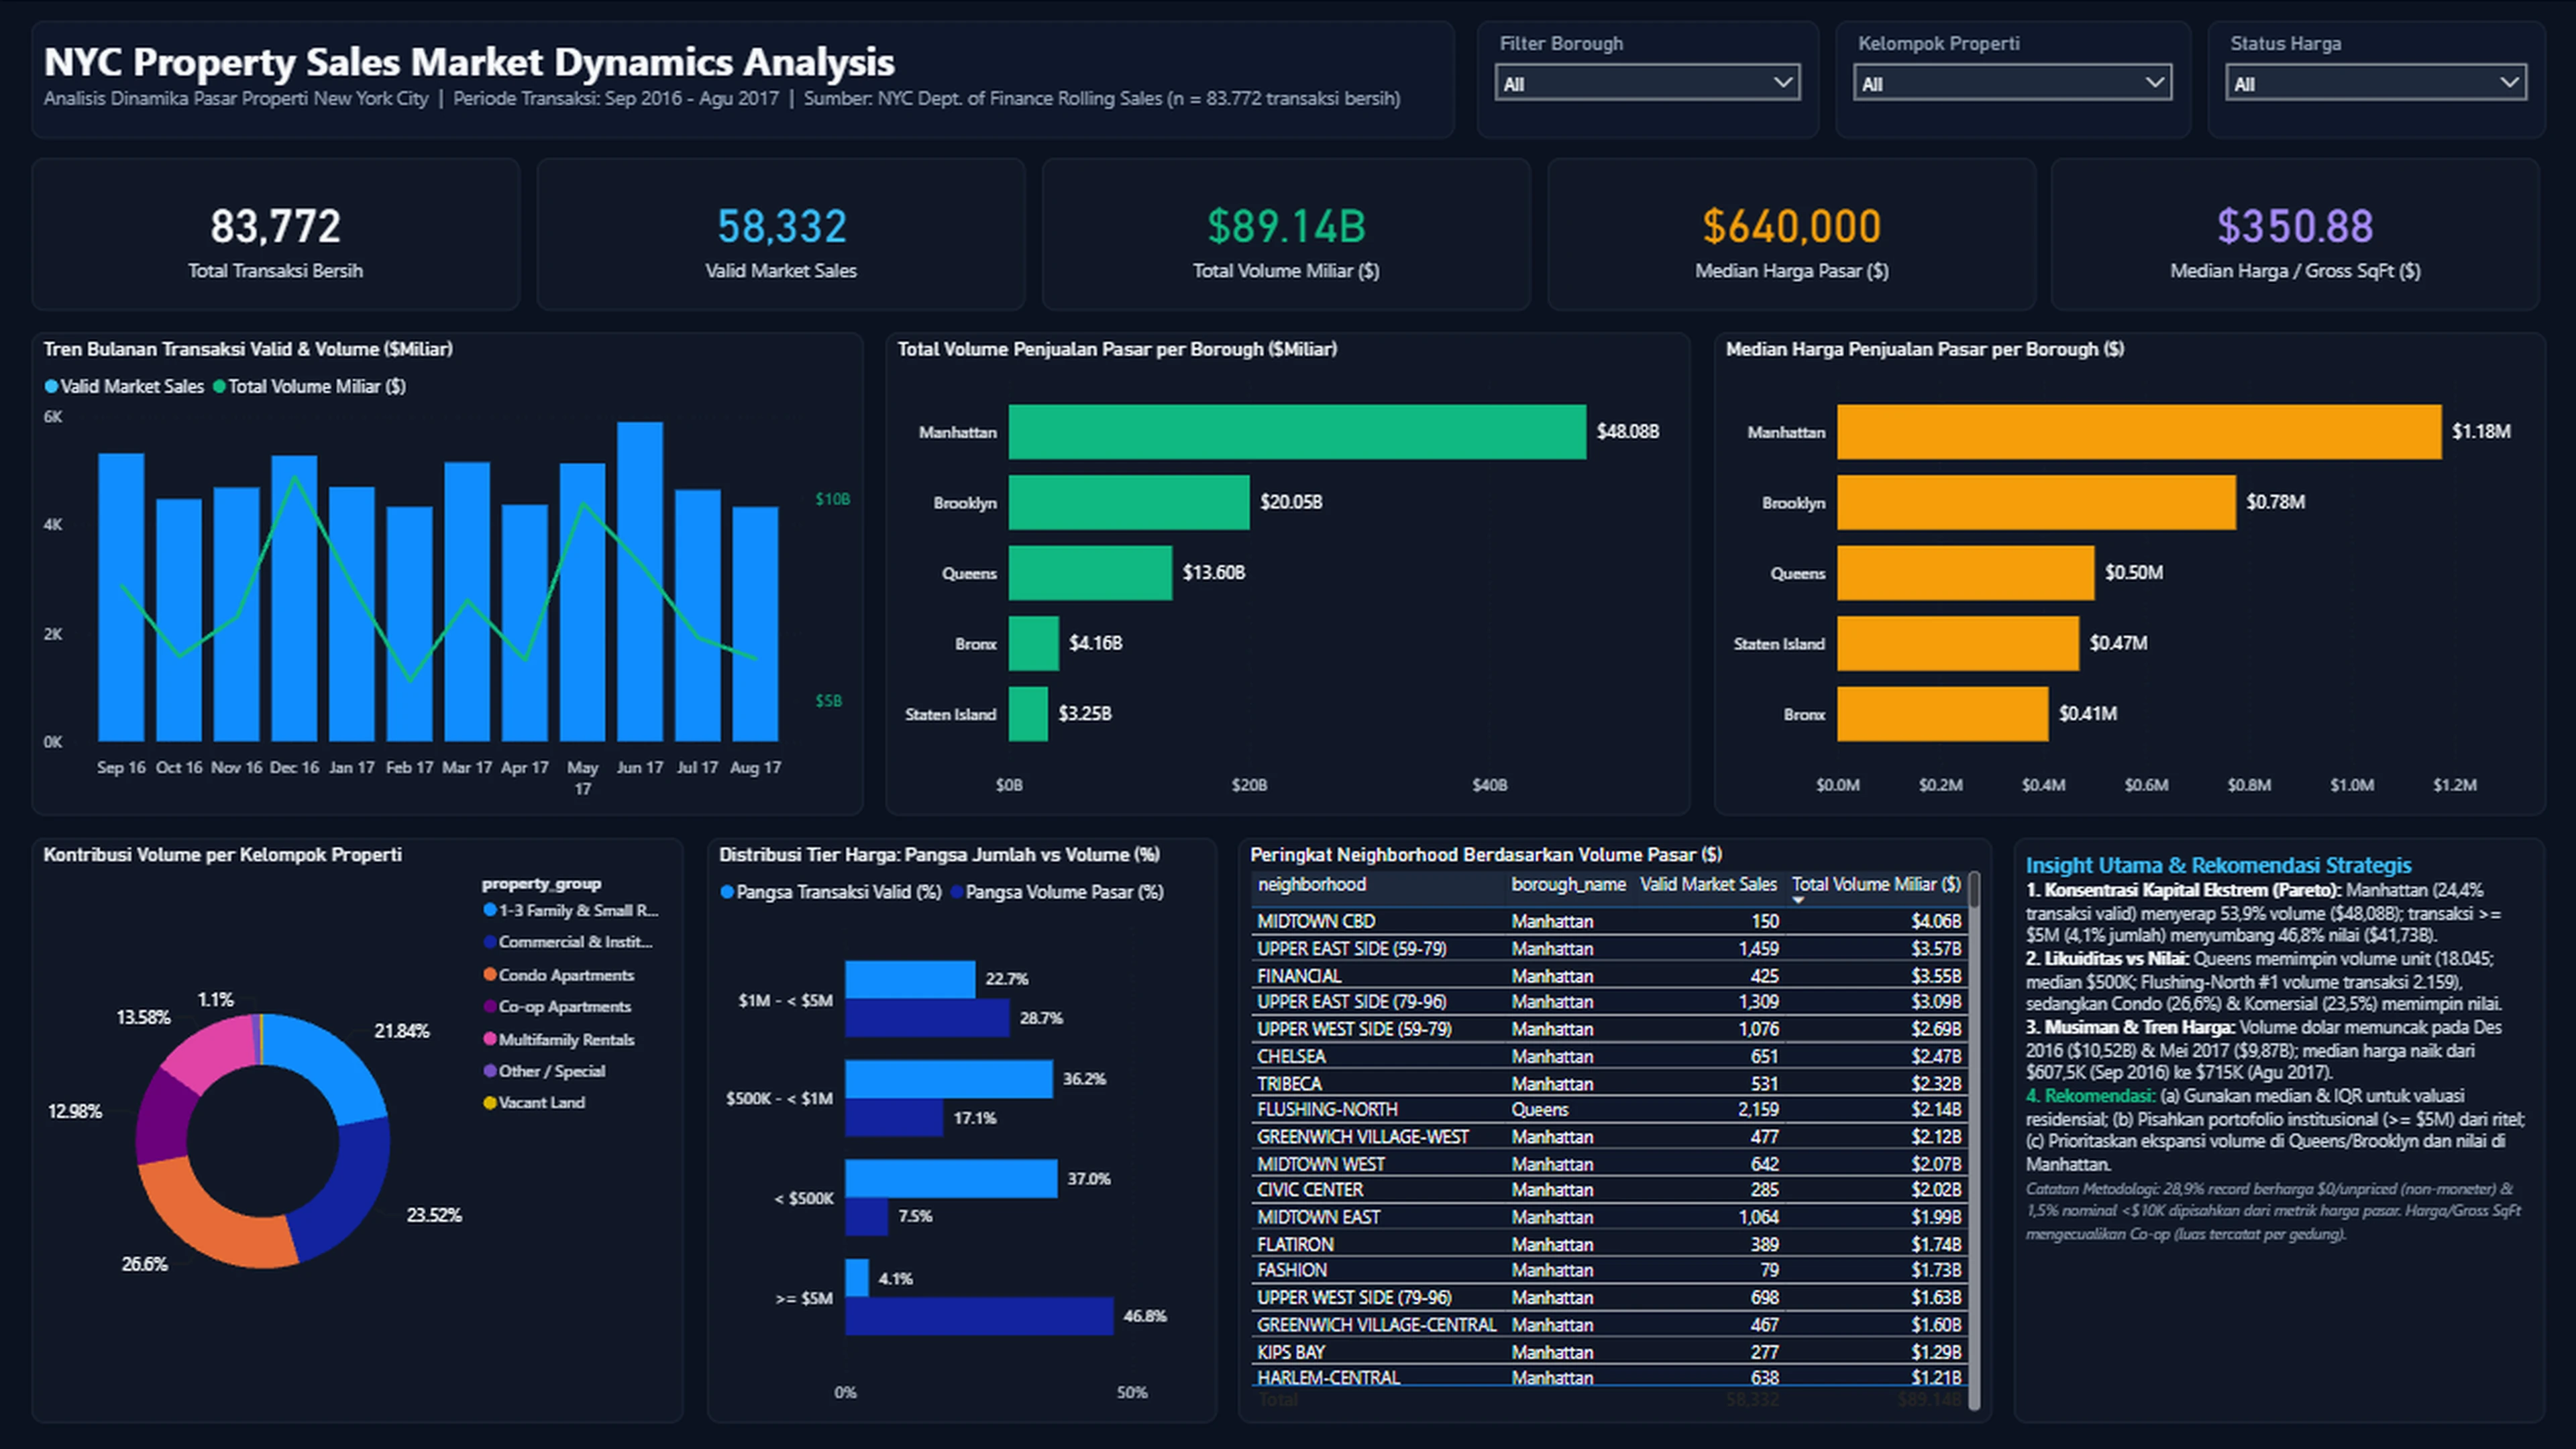 NYC Property Sales Market Dynamics Analysis
Analisis Dinamika Pasar Properti New York City | Periode Transaksi: Sep 2016 - Agu 2017 | Sumber: NYC Dept. of Finance Rolling Sales (n = 83.772 transaksi bersih)
Filter Borough
All
Kelompok Properti
All
Status Harga
All
83,772
Total Transaksi Bersih
58,332
Valid Market Sales
$89.14B
Total Volume Miliar ($)
$640,000
Median Harga Pasar ($)
$350.88
Median Harga / Gross SqFt ($)
Tren Bulanan Transaksi Valid & Volume ($Miliar)
Valid Market Sales Total Volume Miliar ($)
6K
4K
2K
0K
$10B
$5B
Sep 16 Oct 16 Nov 16 Dec 16 Jan 17 Feb 17 Mar 17 Apr 17 May 17 Jun 17 Jul 17 Aug 17
Total Volume Penjualan Pasar per Borough ($Miliar)
Manhattan $48.08B
Brooklyn $20.05B
Queens $13.60B
Bronx $4.16B
Staten Island $3.25B
$0B $20B $40B
Median Harga Penjualan Pasar per Borough ($)
Manhattan $1.18M
Brooklyn $0.78M
Queens $0.50M
Staten Island $0.47M
Bronx $0.41M
$0.0M $0.2M $0.4M $0.6M $0.8M $1.0M $1.2M
Kontribusi Volume per Kelompok Properti
property_group
1-3 Family & Small R...
Commercial & Instit...
Condo Apartments
Co-op Apartments
Multifamily Rentals
Other / Special
Vacant Land
1.1%
13.58%
21.84%
12.98%
23.52%
26.6%
Distribusi Tier Harga: Pangsa Jumlah vs Volume (%)
Pangsa Transaksi Valid (%) Pangsa Volume Pasar (%)
$1M - < $5M 22.7% 28.7%
$500K - < $1M 36.2% 17.1%
< $500K 37.0% 7.5%
>= $5M 4.1% 46.8%
0% 50%
Peringkat Neighborhood Berdasarkan Volume Pasar ($)
neighborhood borough_name Valid Market Sales Total Volume Miliar ($)
MIDTOWN CBD Manhattan 150 $4.06B
UPPER EAST SIDE (59-79) Manhattan 1,459 $3.57B
FINANCIAL Manhattan 425 $3.55B
UPPER EAST SIDE (79-96) Manhattan 1,309 $3.09B
UPPER WEST SIDE (59-79) Manhattan 1,076 $2.69B
CHELSEA Manhattan 651 $2.47B
TRIBECA Manhattan 531 $2.32B
FLUSHING-NORTH Queens 2,159 $2.14B
GREENWICH VILLAGE-WEST Manhattan 477 $2.12B
MIDTOWN WEST Manhattan 642 $2.07B
CIVIC CENTER Manhattan 285 $2.02B
MIDTOWN EAST Manhattan 1,064 $1.99B
FLATIRON Manhattan 389 $1.74B
FASHION Manhattan 79 $1.73B
UPPER WEST SIDE (79-96) Manhattan 698 $1.63B
GREENWICH VILLAGE-CENTRAL Manhattan 467 $1.60B
KIPS BAY Manhattan 277 $1.29B
HARLEM-CENTRAL Manhattan 638 $1.21B
Total 58,332 $89.14B
Insight Utama & Rekomendasi Strategis
1. Konsentrasi Kapital Ekstrem (Pareto): Manhattan (24,4%
transaksi valid) menyerap 53,9% volume ($48,08B); transaksi >=
$5M (4,1% jumlah) menyumbang 46,8% nilai ($41,73B).
2. Likuiditas vs Nilai: Queens memimpin volume unit (18.045;
median $500K; Flushing-North #1 volume transaksi 2.159),
sedangkan Condo (26,6%) & Komersial (23,5%) memimpin nilai.
3. Musiman & Tren Harga: Volume dolar memuncak pada Des
2016 ($10,52B) & Mei 2017 ($9,87B); median harga naik dari
$607,5K (Sep 2016) ke $715K (Agu 2017).
4. Rekomendasi: (a) Gunakan median & IQR untuk valuasi
residensial; (b) Pisahkan portofolio institusional (>= $5M) dari ritel;
(c) Prioritaskan ekspansi volume di Queens/Brooklyn dan nilai di
Manhattan.
Catatan Metodologi: 28,9% record berharga $0/unpriced (non-moneter) &
1,5% nominal <$10K dipisahkan dari metrik harga pasar. Harga/Gross SqFt
mengecualikan Co-op (luas tercatat per gedung).